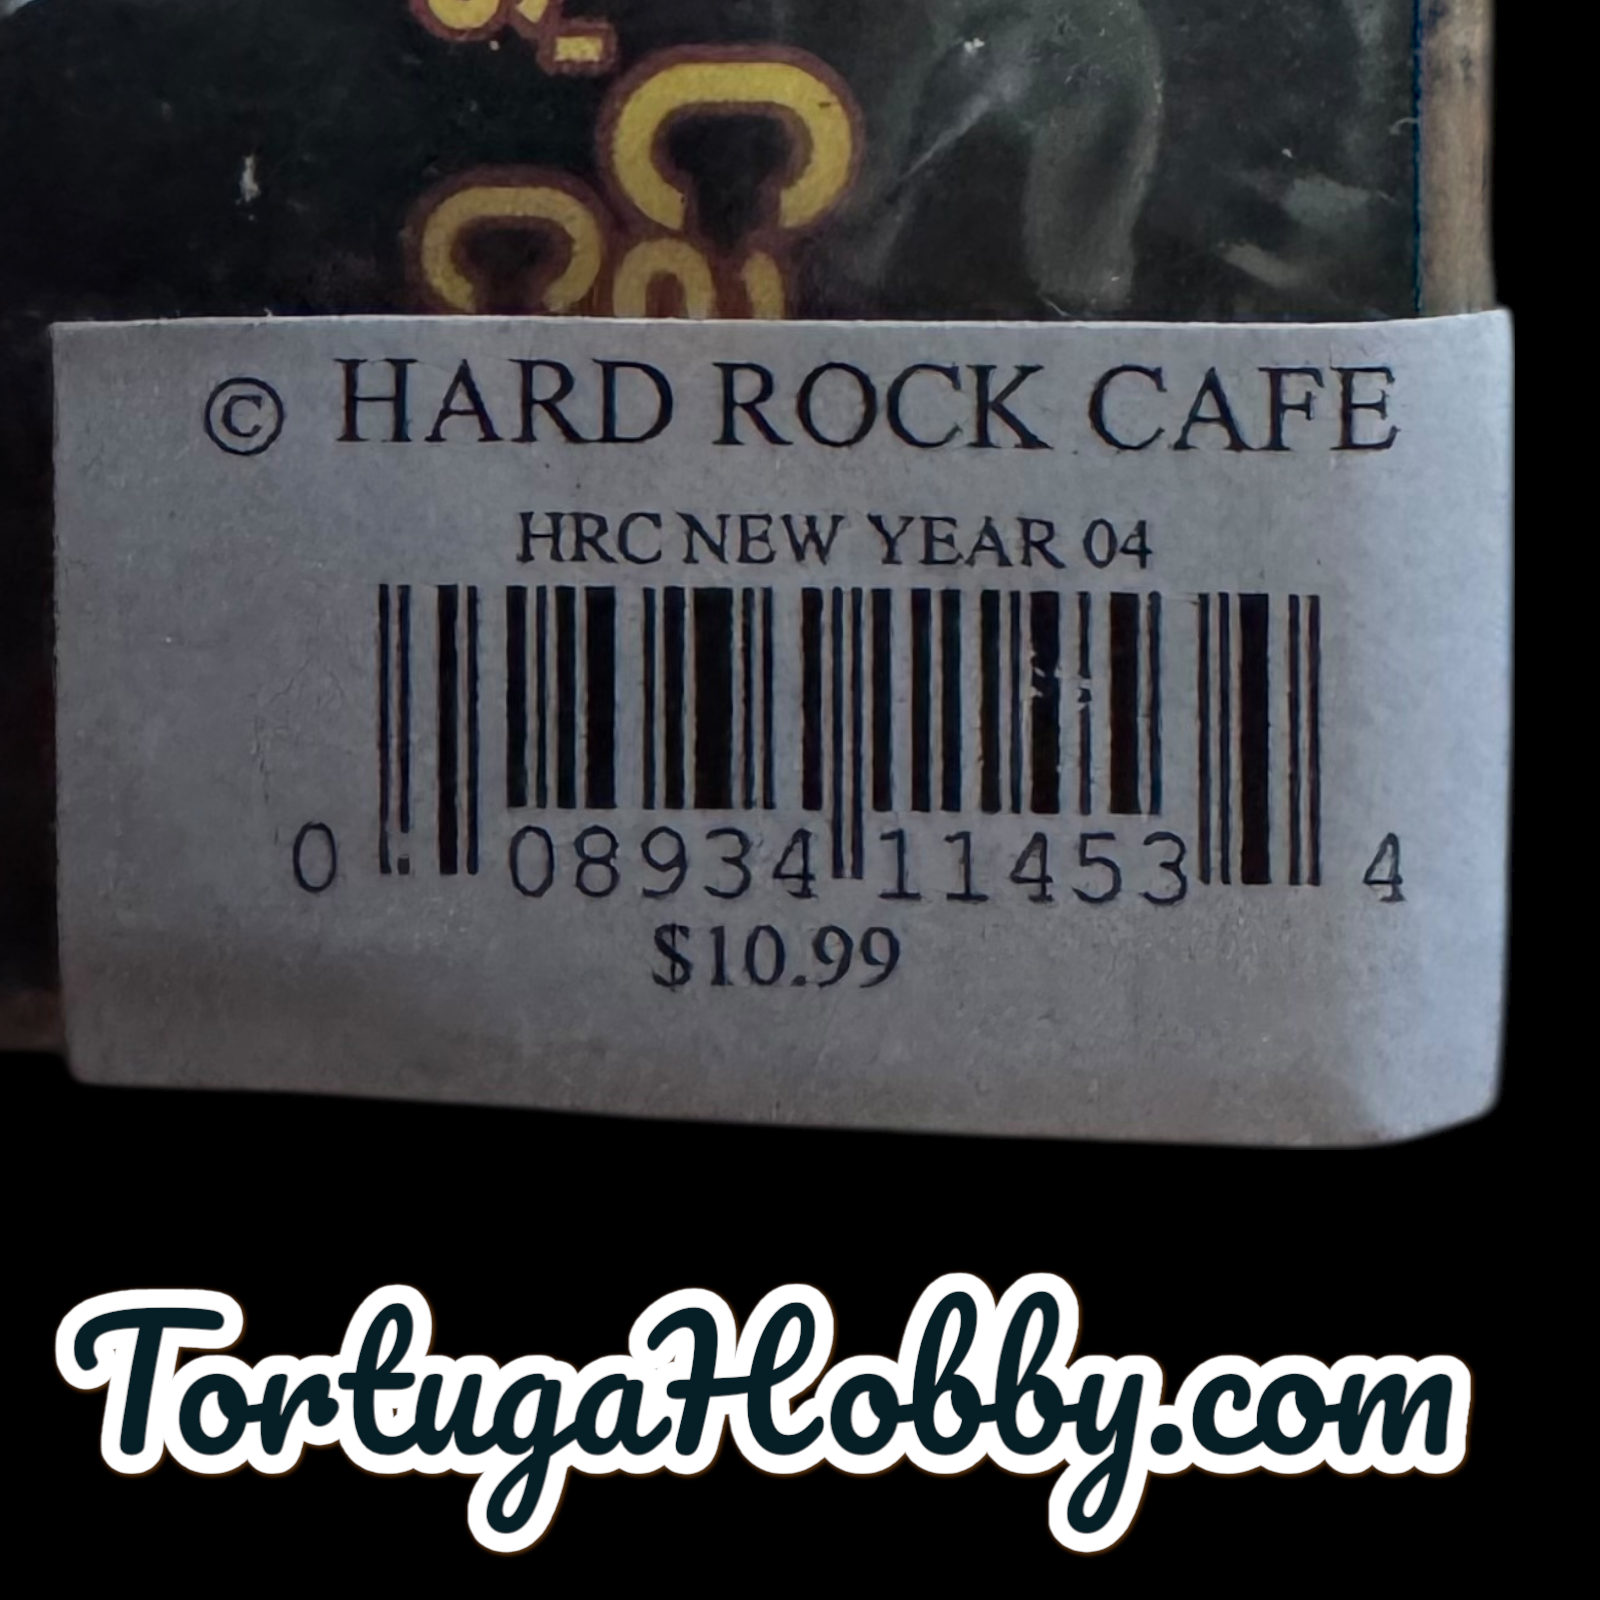 © HARD ROCK CAFE
HRC NEW YEAR 04
0 08934 11453 4
$10.99
TortugaHobby.com